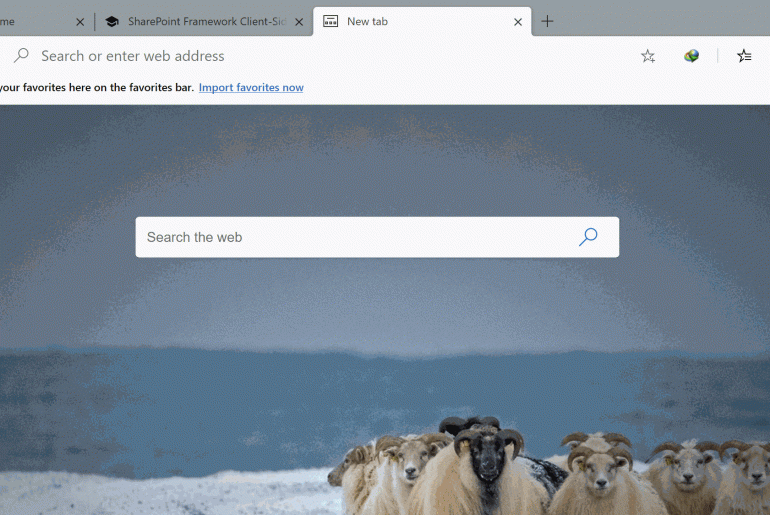 me
SharePoint Framework Client-Sid
New tab
Search or enter web address
your favorites here on the favorites bar. Import favorites now
Search the web